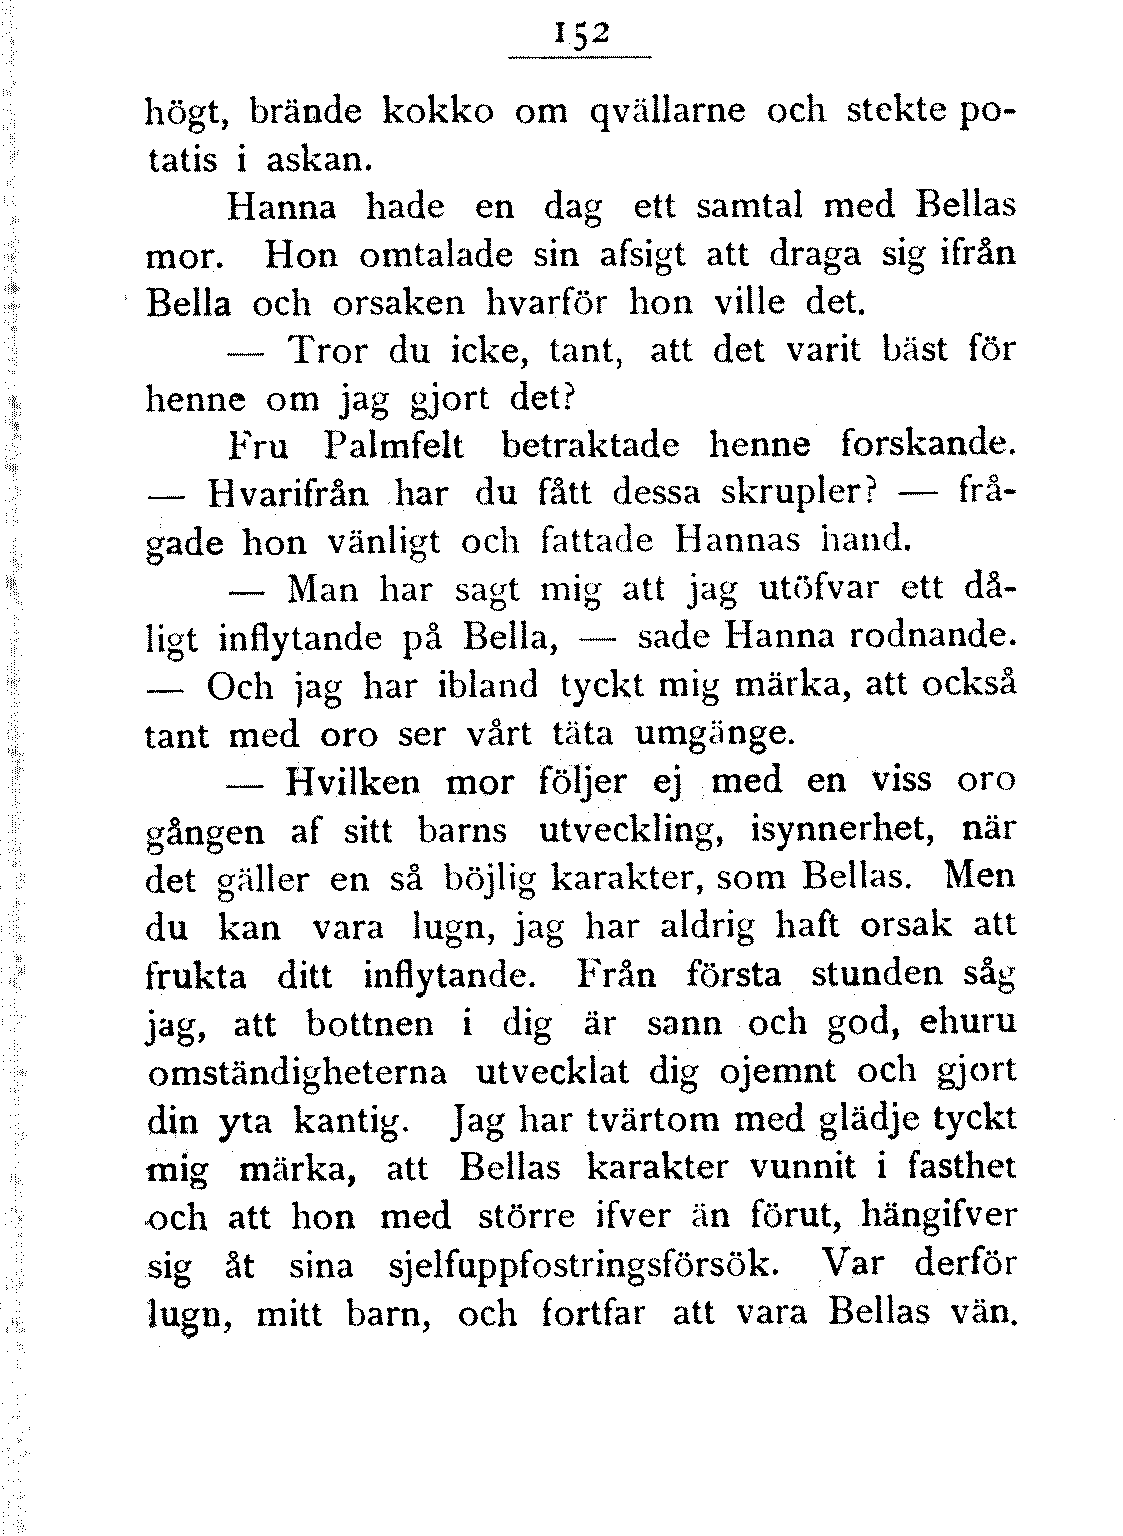 152
högt, brände kokko om qvällarne och stekte po-
tatis i askan.
Hanna hade en dag ett samtal med Bellas
mor. Hon omtalade sin afsigt att draga sig ifrån
Bella och orsaken hvarför hon ville det.
— Tror du icke, tant, att det varit bäst för
henne om jag gjort det?
Fru Palmfelt betraktade henne forskande.
— Hvarifrån har du fått dessa skrupler? — frå-
gade hon vänligt och fattade Hannas hand.
— Man har sagt mig att jag utöfvar ett då-
ligt inflytande på Bella, — sade Hanna rodnande.
— Och jag har ibland tyckt mig märka, att också
tant med oro ser vårt täta umgänge.
— Hvilken mor följer ej med en viss oro
gången af sitt barns utveckling, isynnerhet, när
det gäller en så böjlig karakter, som Bellas. Men
du kan vara lugn, jag har aldrig haft orsak att
frukta ditt inflytande. Från första stunden såg
jag, att bottnen i dig är sann och god, ehuru
omständigheterna utvecklat dig ojemnt och gjort
din yta kantig. Jag har tvärtom med glädje tyckt
mig märka, att Bellas karakter vunnit i fasthet
och att hon med större ifver än förut, hängifver
sig åt sina sjelfuppfostringsförsök. Var derför
lugn, mitt barn, och fortfar att vara Bellas vän.